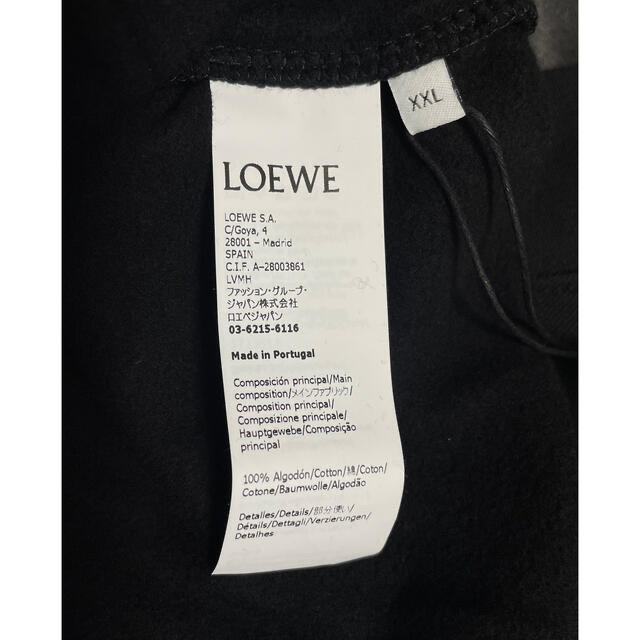 XXL
LOEWE
LOEWE S.A.
C/Goya, 4
28001 – Madrid
SPAIN
C.I.F. A-28003861
LVMH
ファッション・グループ・
ジャパン株式会社
ロエベジャパン
03-6215-6116
Made in Portugal
Composición principal/Main
composition/メインファブリック/
Composition principal/
Composizione principale/
Hauptgewebe/Composição
principal
100% Algodón/Cotton/綿/Coton/
Cotone/Baumwolle/Algodão
Detalles/Details/部分使い/
Détails/Dettagli/Verzierungen/
Detalhes